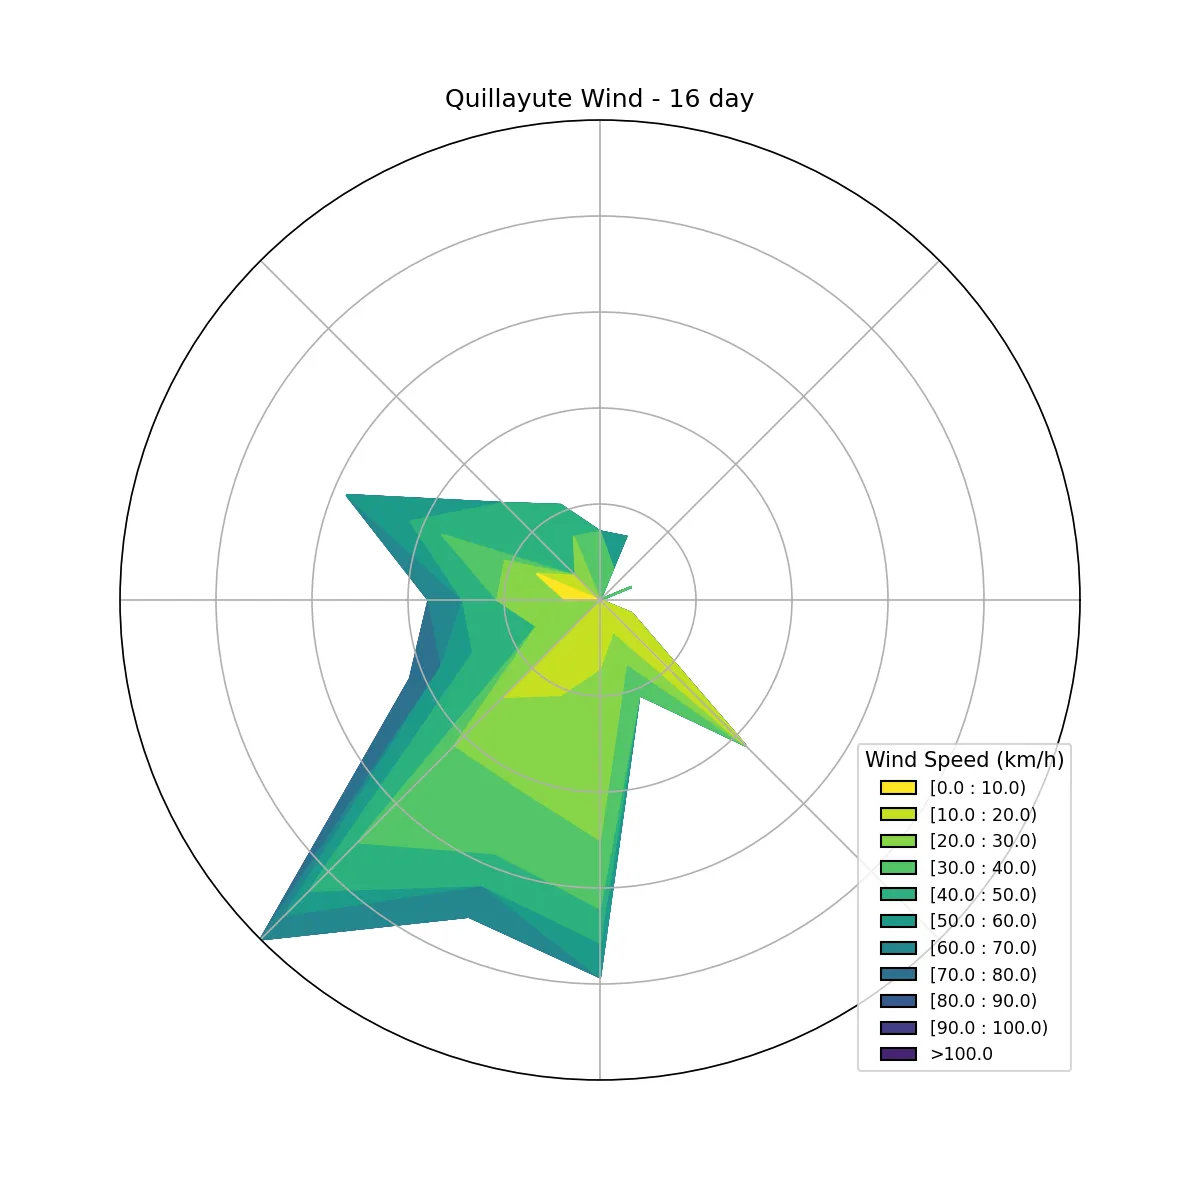 Quillayute Wind - 16 day
Wind Speed (km/h)
[0.0 : 10.0)
[10.0 : 20.0)
[20.0 : 30.0)
[30.0 : 40.0)
[40.0 : 50.0)
[50.0 : 60.0)
[60.0 : 70.0)
[70.0 : 80.0)
[80.0 : 90.0)
[90.0 : 100.0)
>100.0